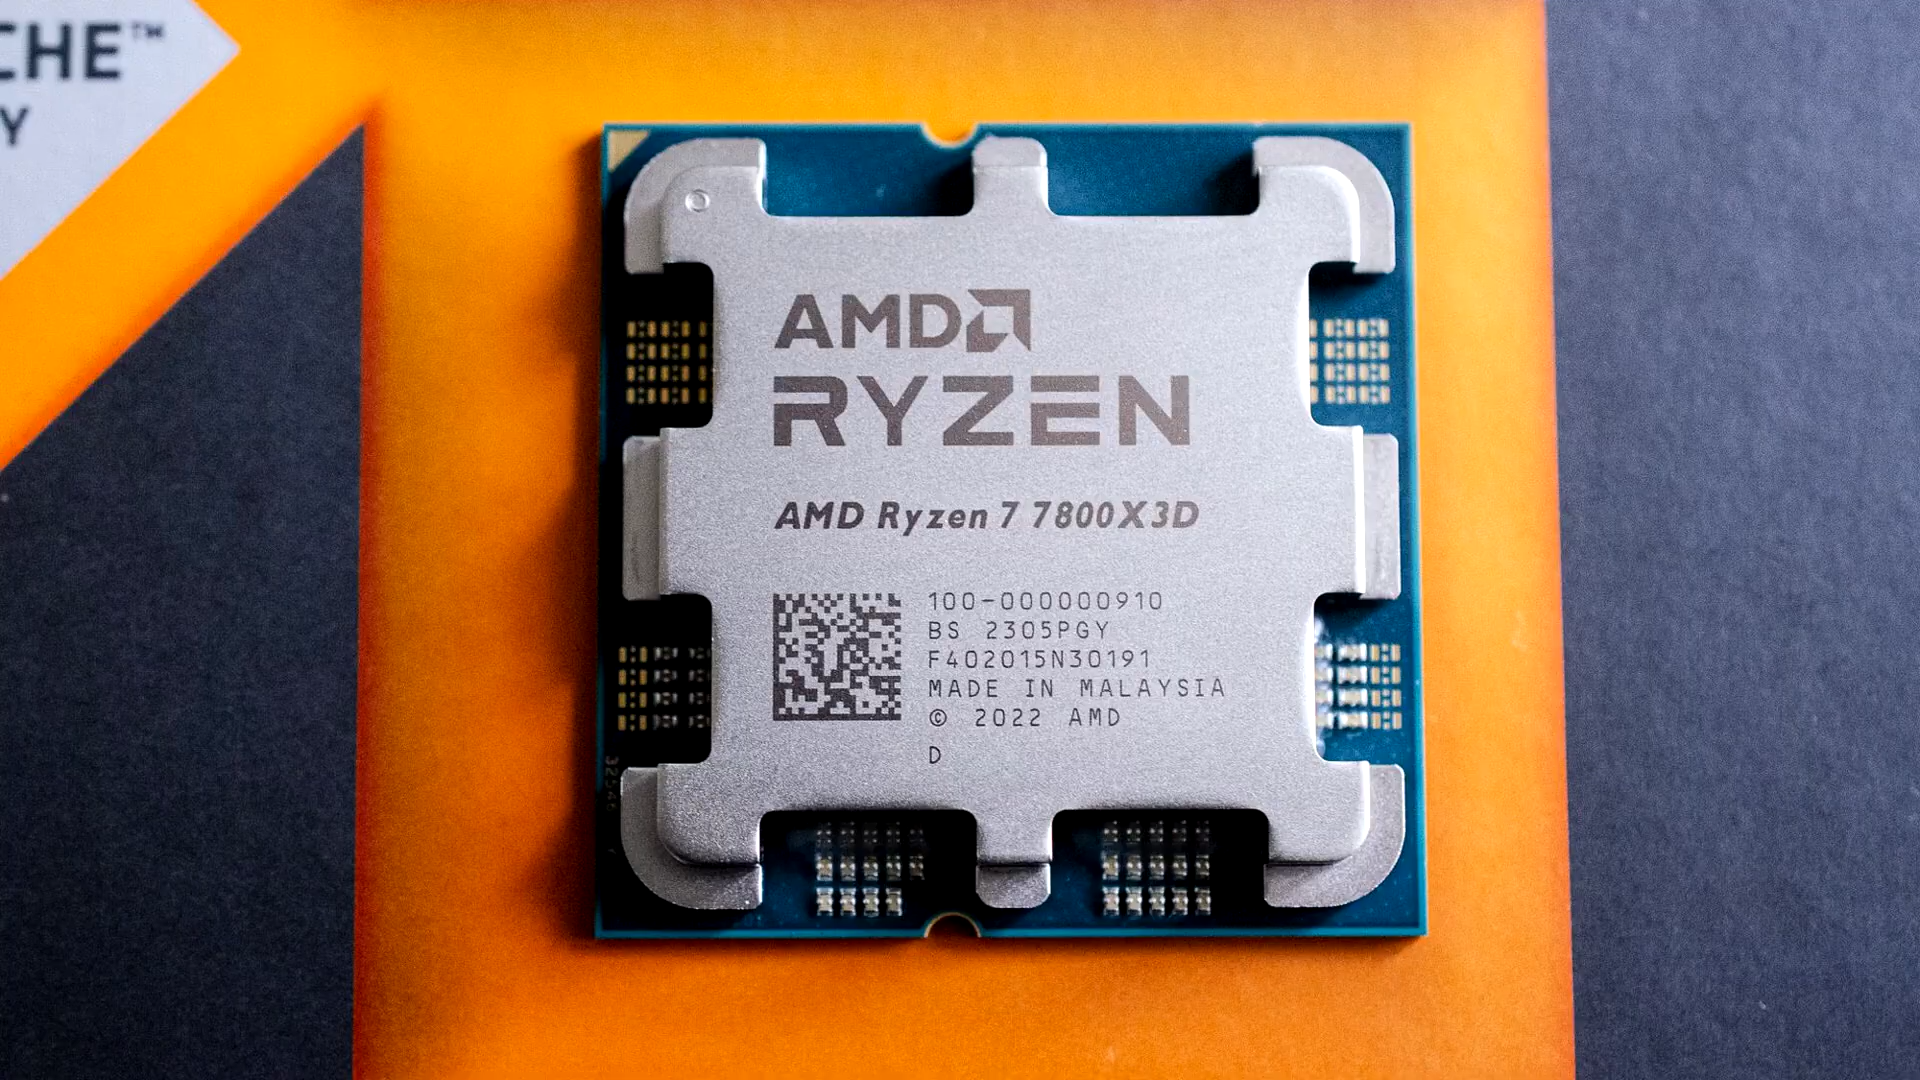 CHE™
Y
AMD
RYZEN
AMD Ryzen 7 7800X3D
100-000000910
BS 2305PGY
F402015N30191
MADE IN MALAYSIA
© 2022 AMD
D